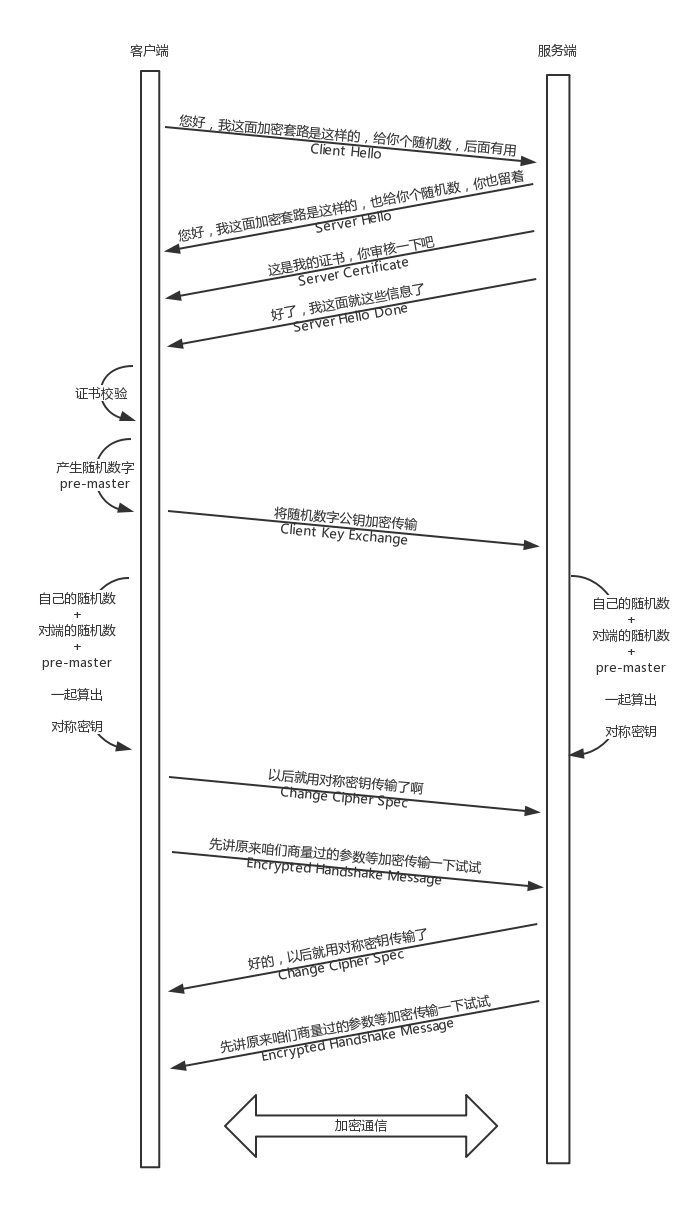 客户端
服务端
您好，我这面加密套路是这样的，给你个随机数，后面有用
Client Hello
您好，我这面加密套路是这样的，也给你个随机数，你也留着
Server Hello
这是我的证书，你审核一下吧
Server Certificate
好了，我这面就这些信息了
Server Hello Done
证书校验
产生随机数字
pre-master
将随机数字公钥加密传输
Client Key Exchange
自己的随机数
+
对端的随机数
+
pre-master
一起算出
对称密钥
自己的随机数
+
对端的随机数
+
pre-master
一起算出
对称密钥
以后就用对称密钥传输了啊
Change Cipher Spec
先讲原来咱们商量过的参数等加密传输一下试试
Encrypted Handshake Message
好的，以后就用对称密钥传输了
Change Cipher Spec
先讲原来咱们商量过的参数等加密传输一下试试
Encrypted Handshake Message
加密通信